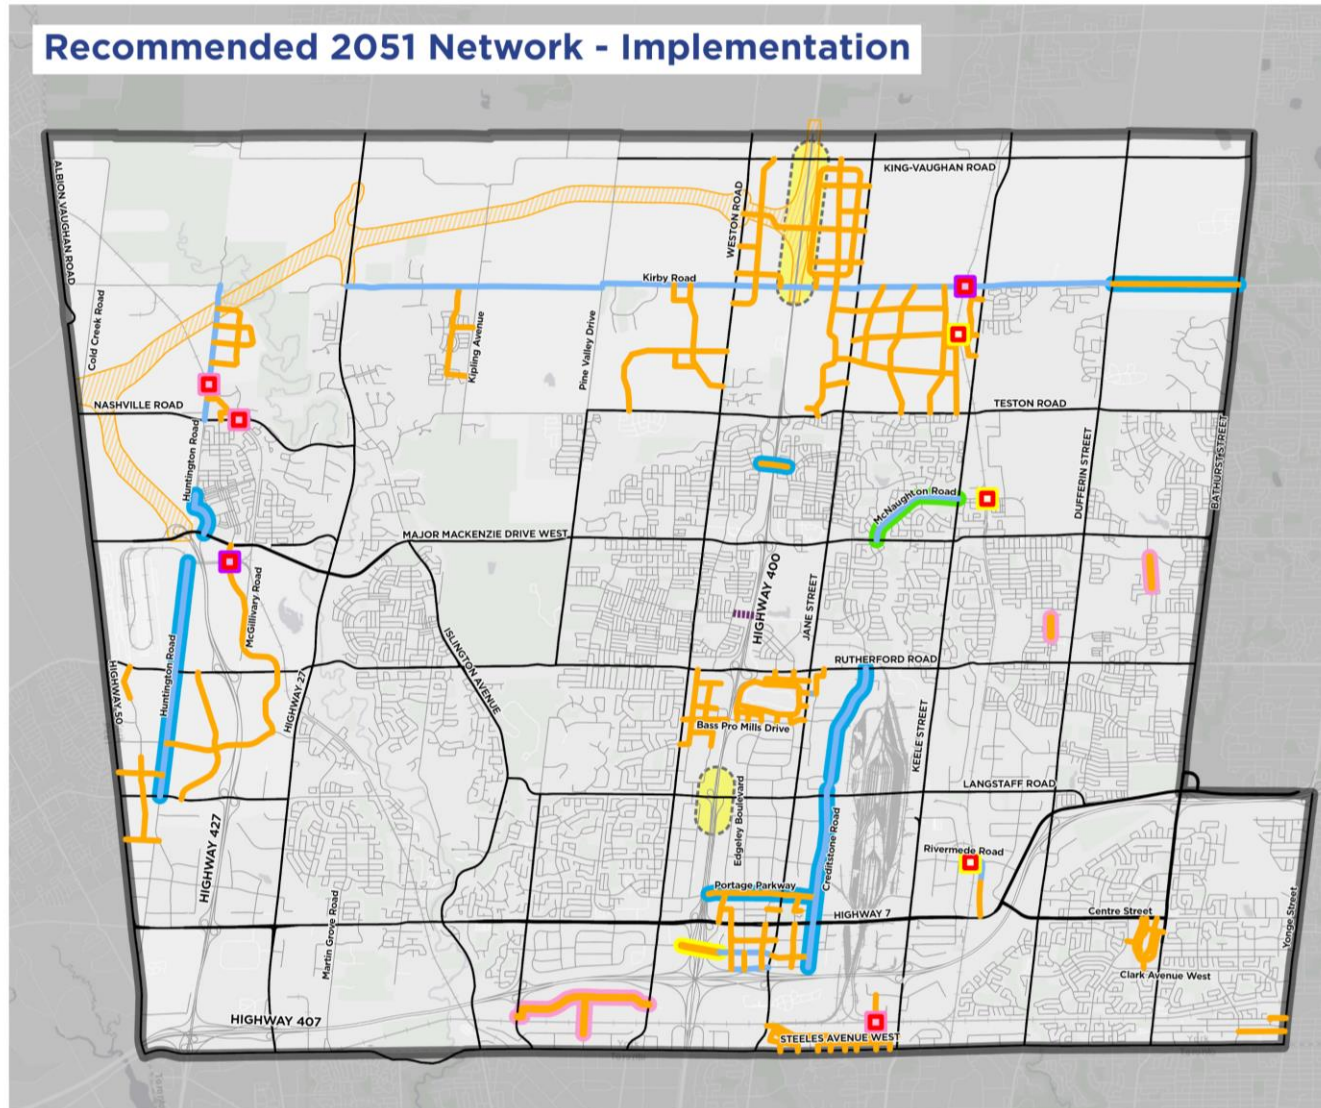 Recommended 2051 Network - Implementation
KING-VAUGHAN ROAD
ALBION VAUGHAN ROAD
WESTON ROAD
Kirby Road
Cold Creek Road
Kipling Avenue
Pine Valley Drive
NASHVILLE ROAD
TESTON ROAD
Huntington Road
DUFFERIN STREET
BATHURST STREET
McNaughton Road
MAJOR MACKENZIE DRIVE WEST
HIGHWAY 400
JANE STREET
McGillivary Road
ISLINGTON AVENUE
Huntington Road
HIGHWAY 50
HIGHWAY 27
RUTHERFORD ROAD
KEELE STREET
Bass Pro Mills Drive
LANGSTAFF ROAD
Edgeley Boulevard
Creditstone Road
HIGHWAY 427
Rivermede Road
Portage Parkway
Martin Grove Road
HIGHWAY 7
Centre Street
Yonge Street
Clark Avenue West
HIGHWAY 407
STEELES AVENUE WEST